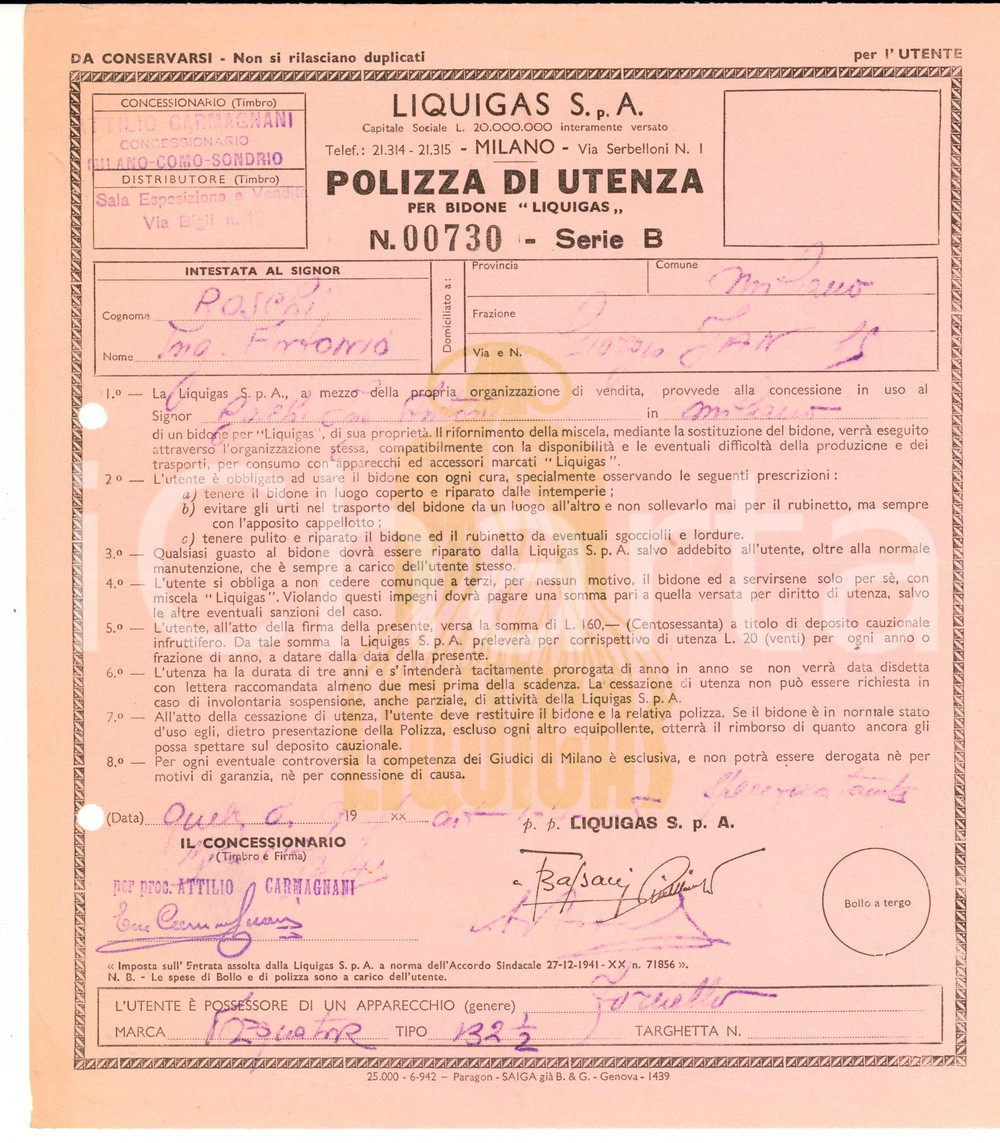 DA CONSERVARSI - Non si rilasciano duplicati
per l'UTENTE
CONCESSIONARIO (Timbro)
ATTILIO CARMAGNANI
CONCESSIONARIO
MILANO-COMO-SONDRIO
DISTRIBUTORE (Timbro)
Sala Esposizione e Vendita
Via Bigli n.
LIQUIGAS S.p.A.
Capitale Sociale L. 20.000.000 interamente versato
Telef.: 21.314 - 21.315 - MILANO - Via Serbelloni N. 1
POLIZZA DI UTENZA
PER BIDONE “ LIQUIGAS „
N. 00730 - Serie B
INTESTATA AL SIGNOR
Cognome
Nome Ing. Antonio
Domiciliato a:
Provincia
Comune Milano
Frazione
Via e N. Giorgio Jan 15
1.° — La Liquigas S.p.A., a mezzo della propria organizzazione di vendita, provvede alla concessione in uso al
Signor in Milano
di un bidone per "Liquigas", di sua proprietà. Il rifornimento della miscela, mediante la sostituzione del bidone, verrà eseguito
attraverso l'organizzazione stessa, compatibilmente con la disponibilità e le eventuali difficoltà della produzione e dei
trasporti, per consumo con apparecchi ed accessori marcati " Liquigas ".
2.° — L'utente è obbligato ad usare il bidone con ogni cura, specialmente osservando le seguenti prescrizioni :
a) tenere il bidone in luogo coperto e riparato dalle intemperie ;
b) evitare gli urti nel trasporto del bidone da un luogo all'altro e non sollevarlo mai per il rubinetto, ma sempre
con l'apposito cappellotto ;
c) tenere pulito e riparato il bidone ed il rubinetto da eventuali sgocciolii e lordure.
3.° — Qualsiasi guasto al bidone dovrà essere riparato dalla Liquigas S.p.A. salvo addebito all'utente, oltre alla normale
manutenzione, che è sempre a carico dell'utente stesso.
4.° — L'utente si obbliga a non cedere comunque a terzi, per nessun motivo, il bidone ed a servirsene solo per sè, con
miscela " Liquigas ". Violando questi impegni dovrà pagare una somma pari a quella versata per diritto di utenza, salvo
le altre eventuali sanzioni del caso.
5.° — L'utente, all'atto della firma della presente, versa la somma di L. 160,— (Centosessanta) a titolo di deposito cauzionale
infruttifero. Da tale somma la Liquigas S.p.A. preleverà per corrispettivo di utenza L. 20 (venti) per ogni anno o
frazione di anno, a datare dalla data della presente.
6.° — L'utenza ha la durata di tre anni e s'intenderà tacitamente prorogata di anno in anno se non verrà data disdetta
con lettera raccomandata almeno due mesi prima della scadenza. La cessazione di utenza non può essere richiesta in
caso di involontaria sospensione, anche parziale, di attività della Liquigas S.p.A.
7.° — All'atto della cessazione di utenza, l'utente deve restituire il bidone e la relativa polizza. Se il bidone è in normale stato
d'uso egli, dietro presentazione della Polizza, escluso ogni altro equipollente, otterrà il rimborso di quanto ancora gli
possa spettare sul deposito cauzionale.
8.° — Per ogni eventuale controversia la competenza dei Giudici di Milano è esclusiva, e non potrà essere derogata nè per
motivi di garanzia, nè per connessione di causa.
(Data) 19 XX
p. p. LIQUIGAS S. p A.
IL CONCESSIONARIO
(Timbro e Firma)
per proc. ATTILIO CARMAGNANI
Bollo a tergo
« Imposta sull' Entrata assolta dalla Liquigas S.p.A. a norma dell'Accordo Sindacale 27-12-1941 - XX n. 71856 ».
N. B. - Le spese di Bollo e di polizza sono a carico dell'utente.
L'UTENTE È POSSESSORE DI UN APPARECCHIO (genere) Fornello
MARCA TIPO 132 1/2 TARGHETTA N.
25.000 - 6-942 – Paragon - SAIGA già B. & G. - Genova - 1439
LIQUIGAS
iCharta